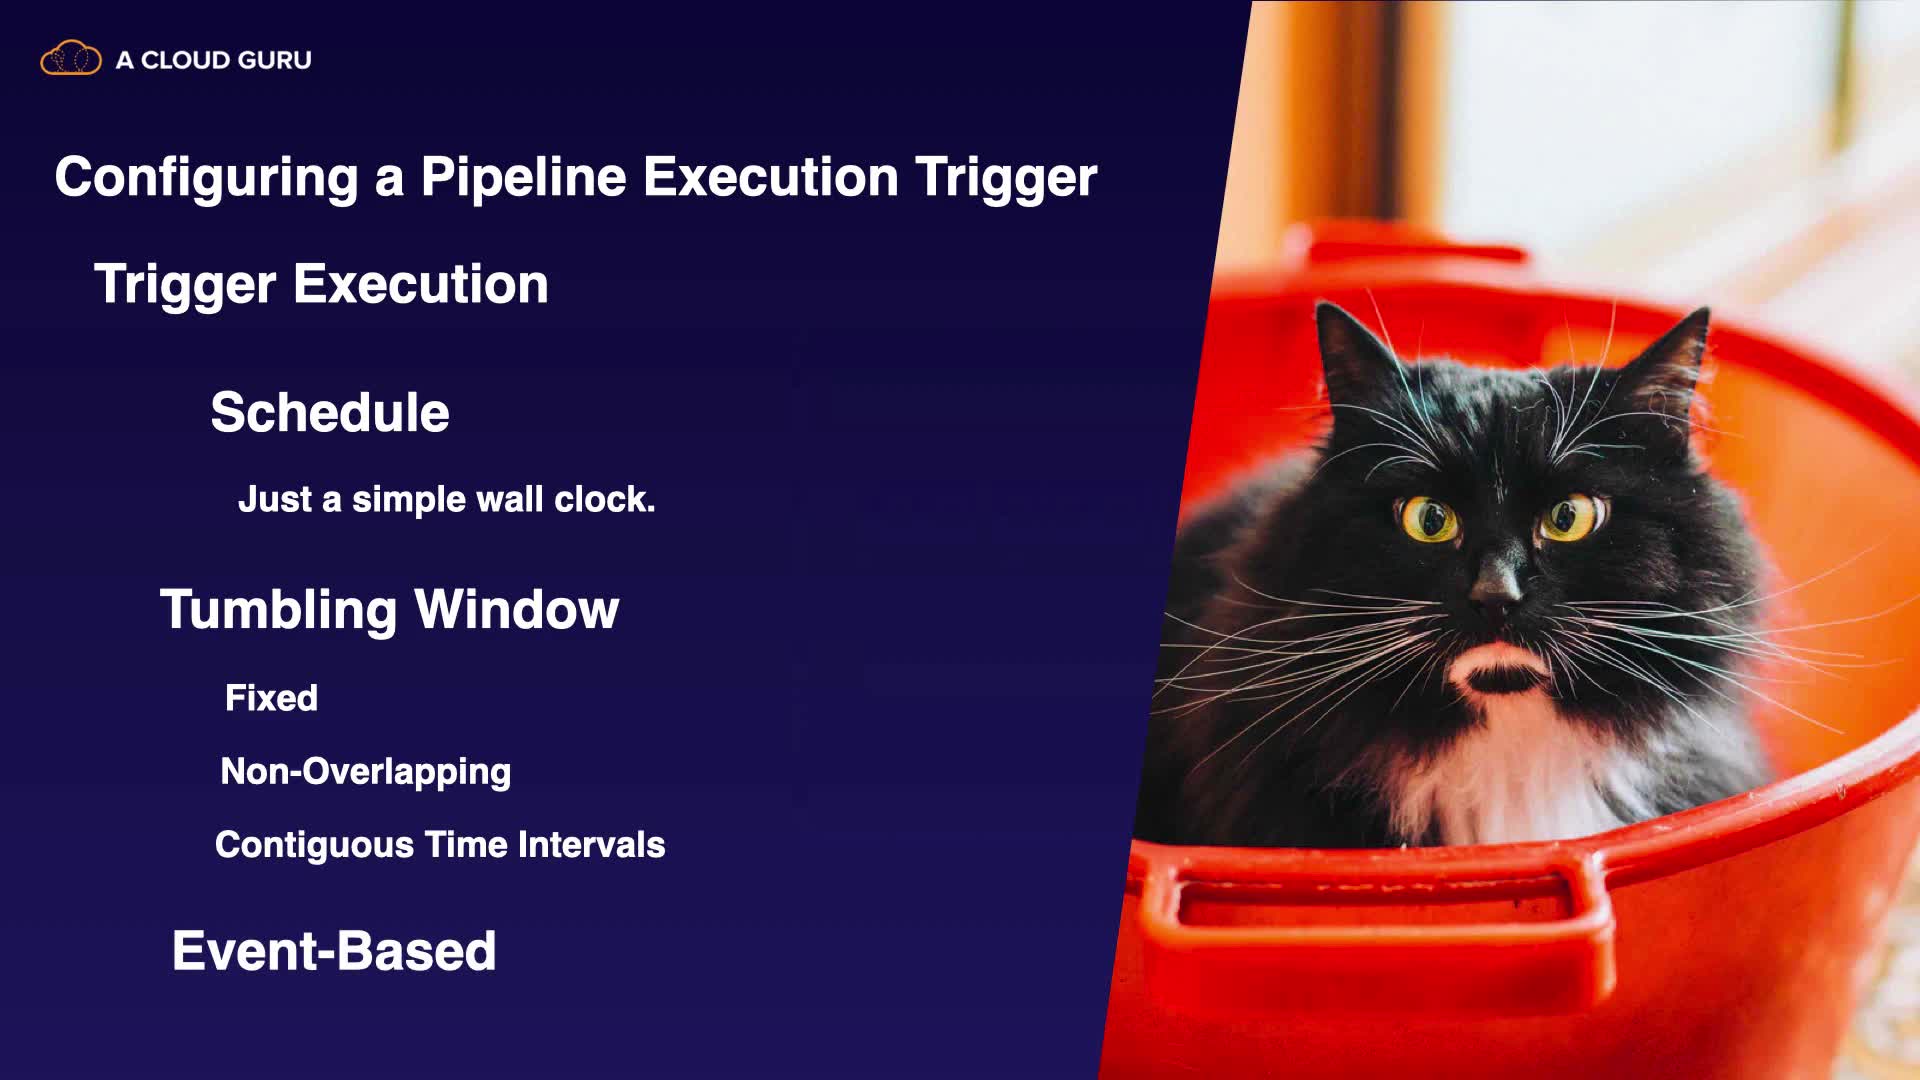 A CLOUD GURU
Configuring a Pipeline Execution Trigger
Trigger Execution
Schedule
Just a simple wall clock.
Tumbling Window
Fixed
Non-Overlapping
Contiguous Time Intervals
Event-Based